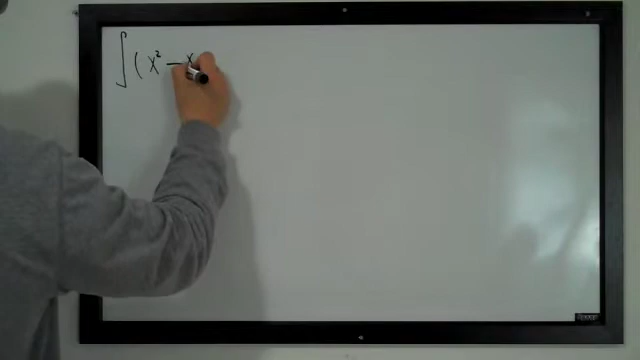 ∫ ( x² - x